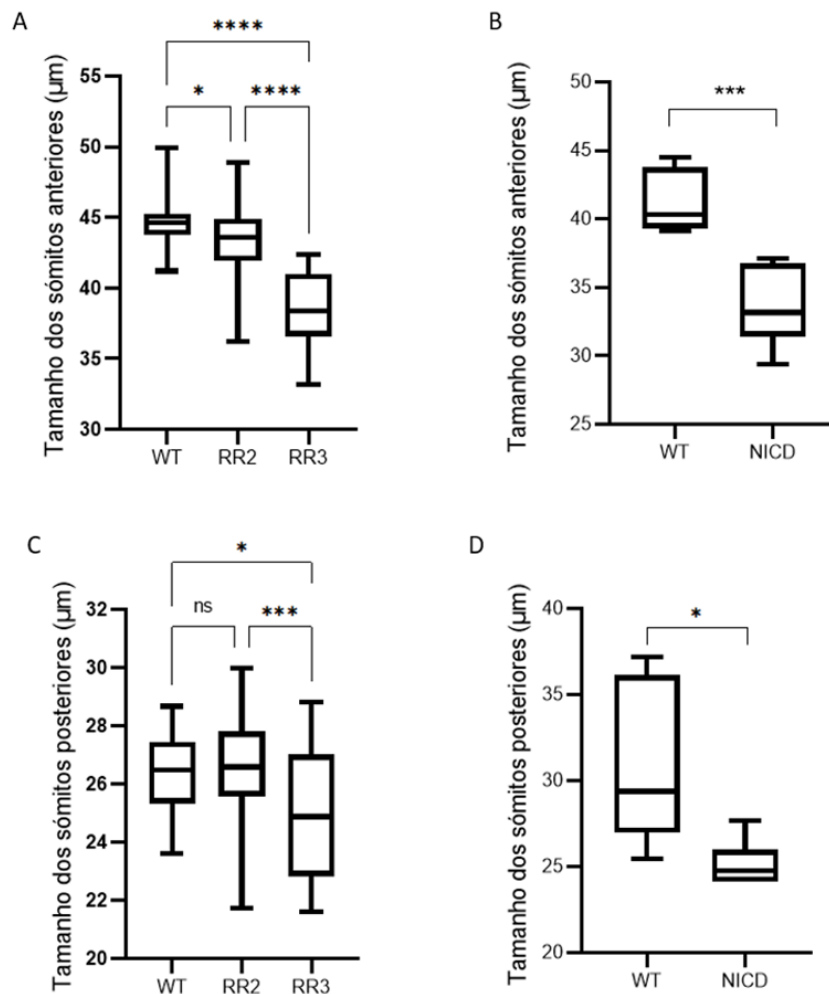 A
Tamanho dos sómitos anteriores (µm)
****
* ****
55
50
45
40
35
30
WT RR2 RR3
B
Tamanho dos sómitos anteriores (µm)
***
50
45
40
35
30
25
WT NICD
C
Tamanho dos sómitos posteriores (µm)
*
ns ***
32
30
28
26
24
22
20
WT RR2 RR3
D
Tamanho dos sómitos posteriores (µm)
*
40
35
30
25
20
WT NICD